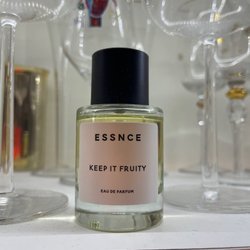 ESSNCE
KEEP IT FRUITY
EAU DE PARFUM